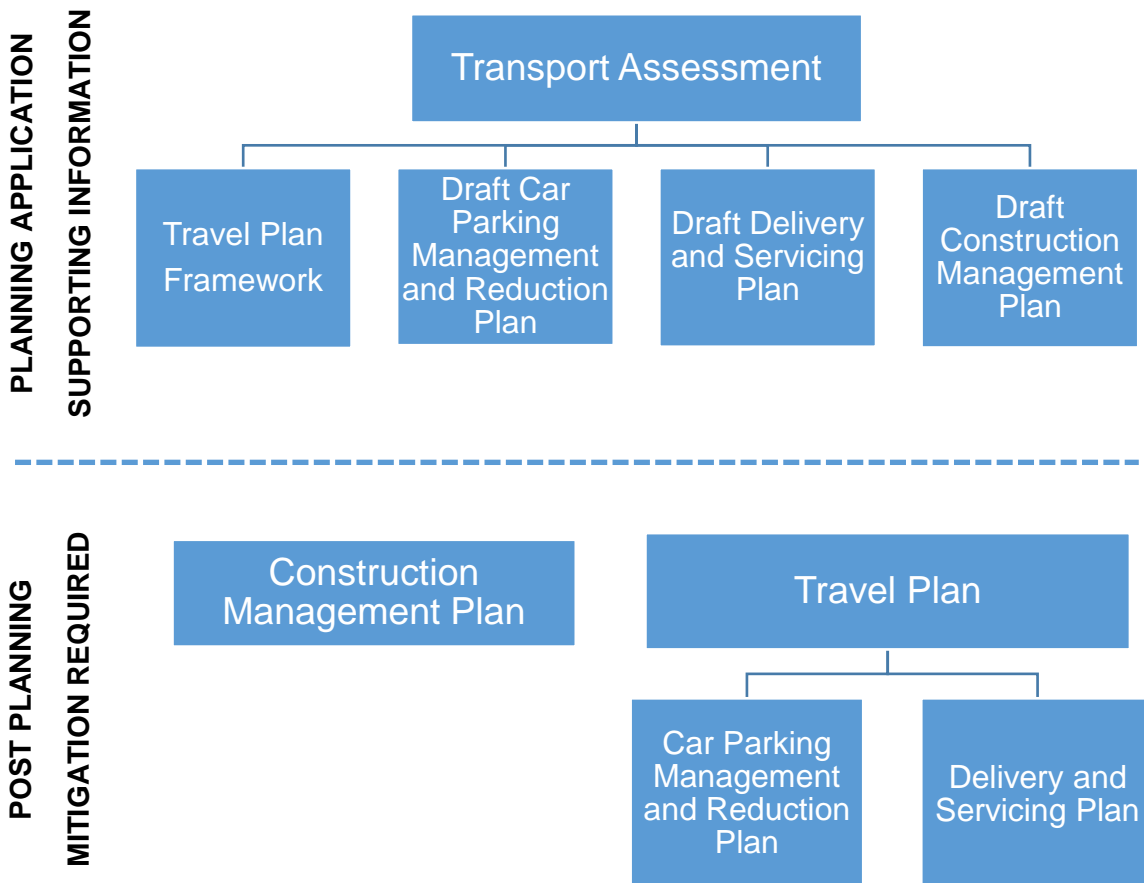 PLANNING APPLICATION
SUPPORTING INFORMATION
Transport Assessment
Travel Plan
Framework
Draft Car
Parking
Management
and Reduction
Plan
Draft Delivery
and Servicing
Plan
Draft
Construction
Management
Plan
POST PLANNING
MITIGATION REQUIRED
Construction
Management Plan
Travel Plan
Car Parking
Management
and Reduction
Plan
Delivery and
Servicing Plan